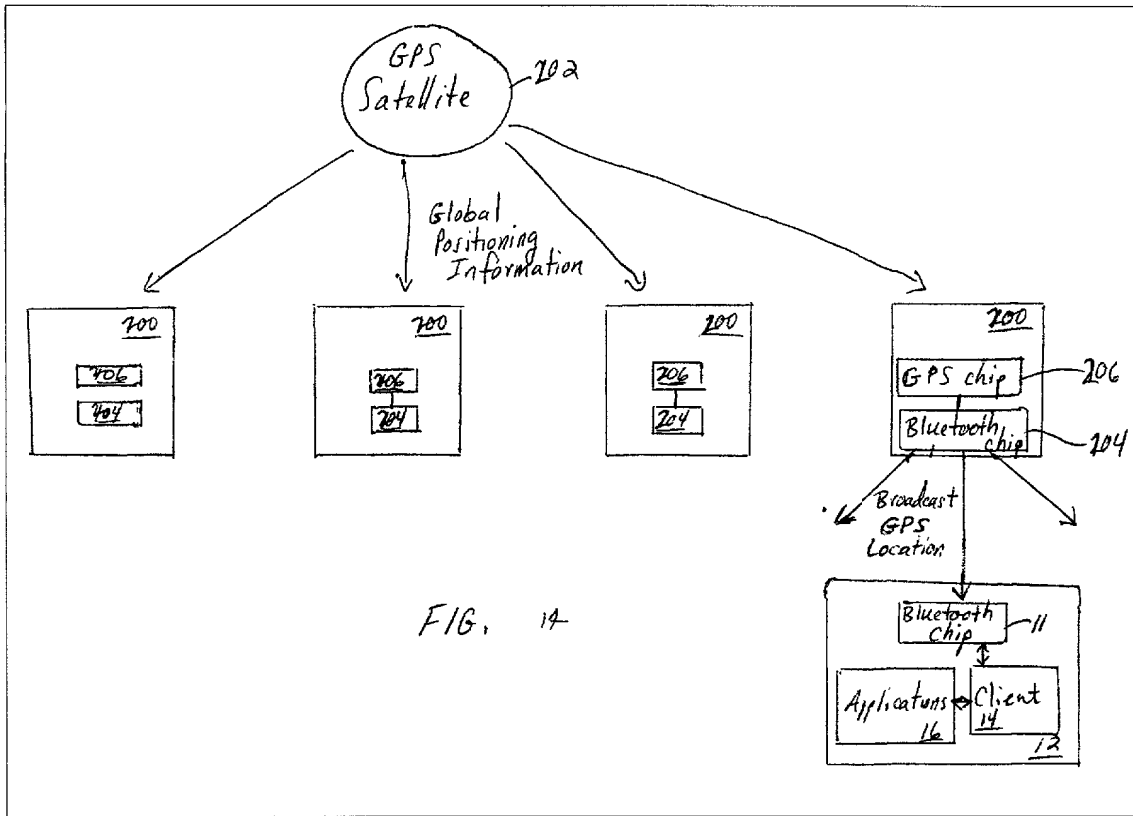 GPS
Satellite
202
Global
Positioning
Information
200
206
204
200
206
204
200
206
204
200
GPS chip
206
Bluetooth
chip
204
Broadcast
GPS
Location
Bluetooth
chip
11
Applications
16
Client
14
12
FIG. 14